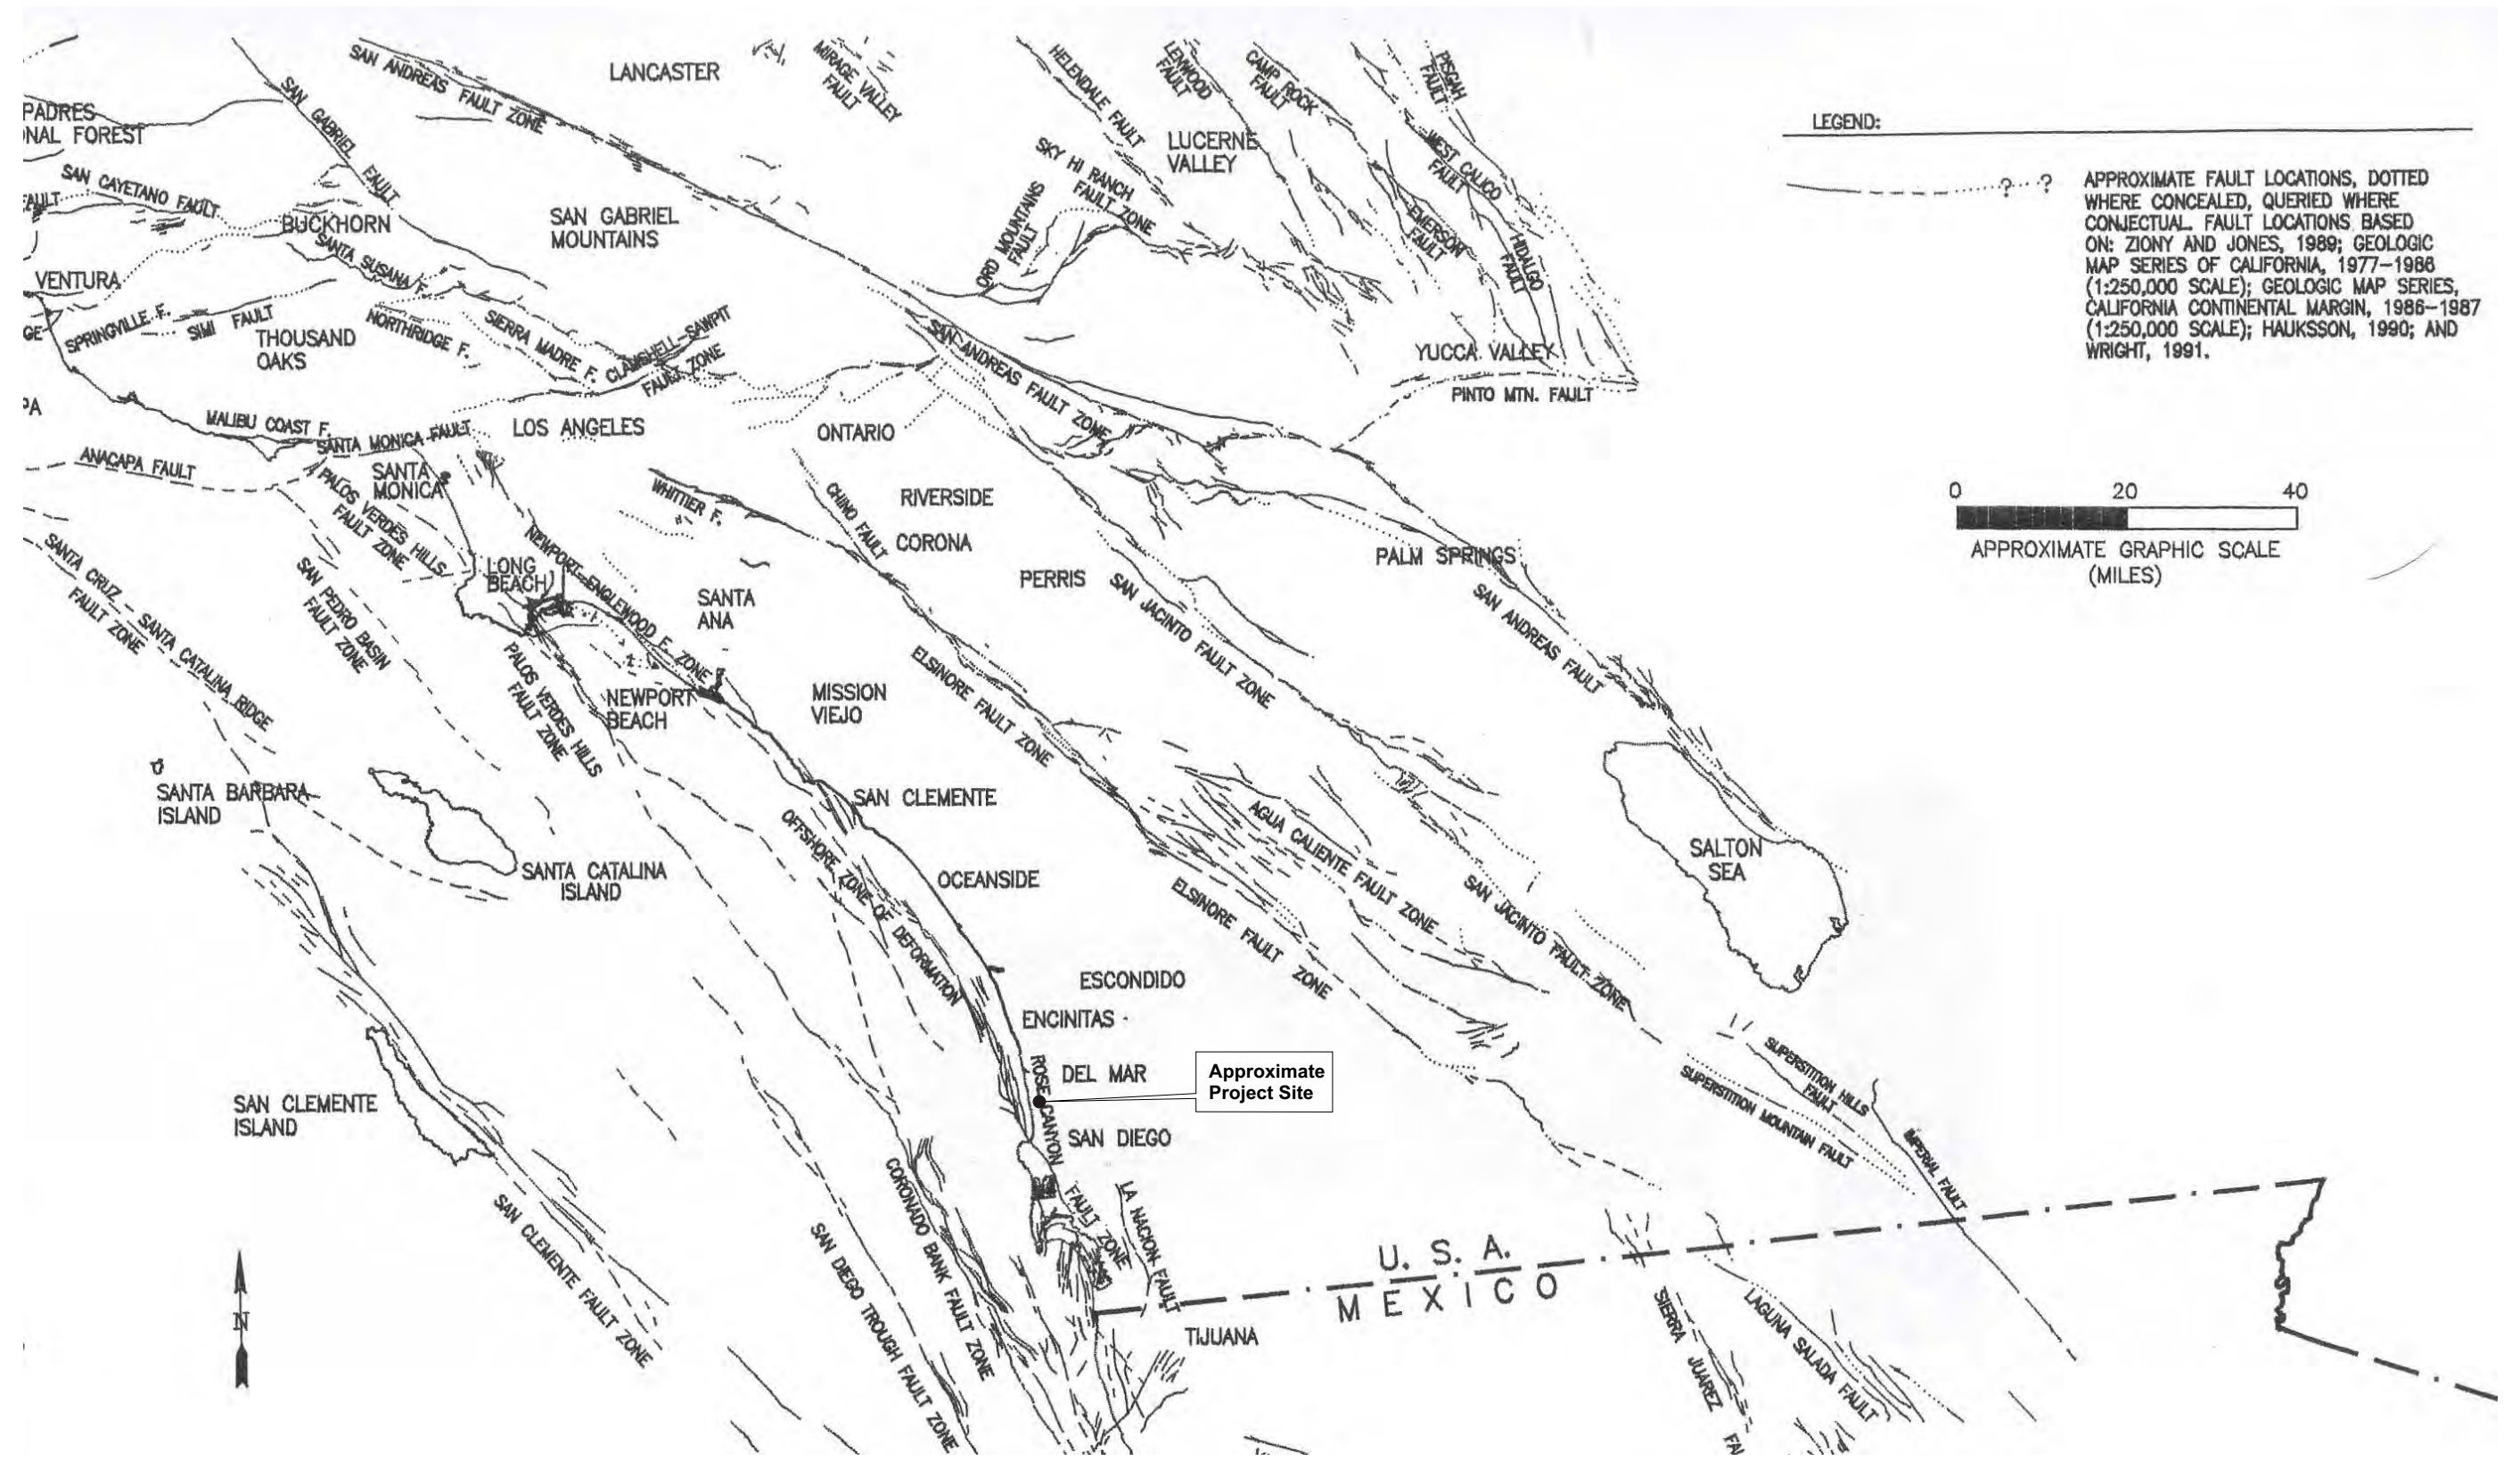 SAN ANDREAS FAULT ZONE
LANCASTER
MIRAGE VALLEY
FAULT
HELENDALE FAULT
LENWOOD
FAULT
CAMP ROCK
FAULT
PISGAH
FAULT
PADRES
NAL FOREST
SAN GABRIEL FAULT
LUCERNE
VALLEY
SKY HI RANCH
FAULT ZONE
WEST CALICO
FAULT
LEGEND:
? ?
APPROXIMATE FAULT LOCATIONS, DOTTED
WHERE CONCEALED, QUERIED WHERE
CONJECTUAL. FAULT LOCATIONS BASED
ON: ZIONY AND JONES, 1989; GEOLOGIC
MAP SERIES OF CALIFORNIA, 1977-1986
(1:250,000 SCALE); GEOLOGIC MAP SERIES,
CALIFORNIA CONTINENTAL MARGIN, 1986-1987
(1:250,000 SCALE); HAUKSSON, 1990; AND
WRIGHT, 1991.
SAN CAYETANO FAULT
FAULT
BUCKHORN
SAN GABRIEL
MOUNTAINS
ORD MOUNTAINS
FAULT
EMERSON
FAULT
HIDALGO
FAULT
SANTA SUSANA F.
VENTURA
SPRINGVILLE F.
SIMI FAULT
GE
THOUSAND
OAKS
NORTHRIDGE F.
SIERRA MADRE F.
CLAMSHELL-SAWPIT
FAULT ZONE
SAN ANDREAS FAULT ZONE
YUCCA VALLEY
PINTO MTN. FAULT
PA
MALIBU COAST F.
SANTA MONICA FAULT
LOS ANGELES
ONTARIO
ANACAPA FAULT
SANTA
MONICA
PALOS VERDES HILLS
FAULT ZONE
WHITTIER F.
CHINO FAULT
RIVERSIDE
CORONA
0 20 40
APPROXIMATE GRAPHIC SCALE
(MILES)
SANTA CRUZ - SANTA CATALINA RIDGE
FAULT ZONE
SAN PEDRO BASIN
FAULT ZONE
LONG
BEACH
NEWPORT-ENGLEWOOD F. ZONE
SANTA
ANA
PERRIS
PALM SPRINGS
SAN JACINTO FAULT ZONE
SAN ANDREAS FAULT
PALOS VERDES HILLS
FAULT ZONE
NEWPORT
BEACH
MISSION
VIEJO
ELSINORE FAULT ZONE
SANTA BARBARA
ISLAND
SANTA CATALINA
ISLAND
SAN CLEMENTE
OFFSHORE ZONE OF DEFORMATION
OCEANSIDE
AGUA CALIENTE FAULT ZONE
ELSINORE FAULT ZONE
SAN JACINTO FAULT ZONE
SALTON
SEA
ESCONDIDO
ENCINITAS
DEL MAR
Approximate
Project Site
ROSE CANYON FAULT ZONE
SAN DIEGO
SAN CLEMENTE
ISLAND
SUPERSTITION HILLS
FAULT
SUPERSTITION MOUNTAIN FAULT
IMPERIAL FAULT
SAN CLEMENTE FAULT ZONE
SAN DIEGO TROUGH FAULT ZONE
CORONADO BANK FAULT ZONE
LA NACION FAULT
N
U. S. A.
MEXICO
TIJUANA
SIERRA JUAREZ FA
LAGUNA SALADA FAULT